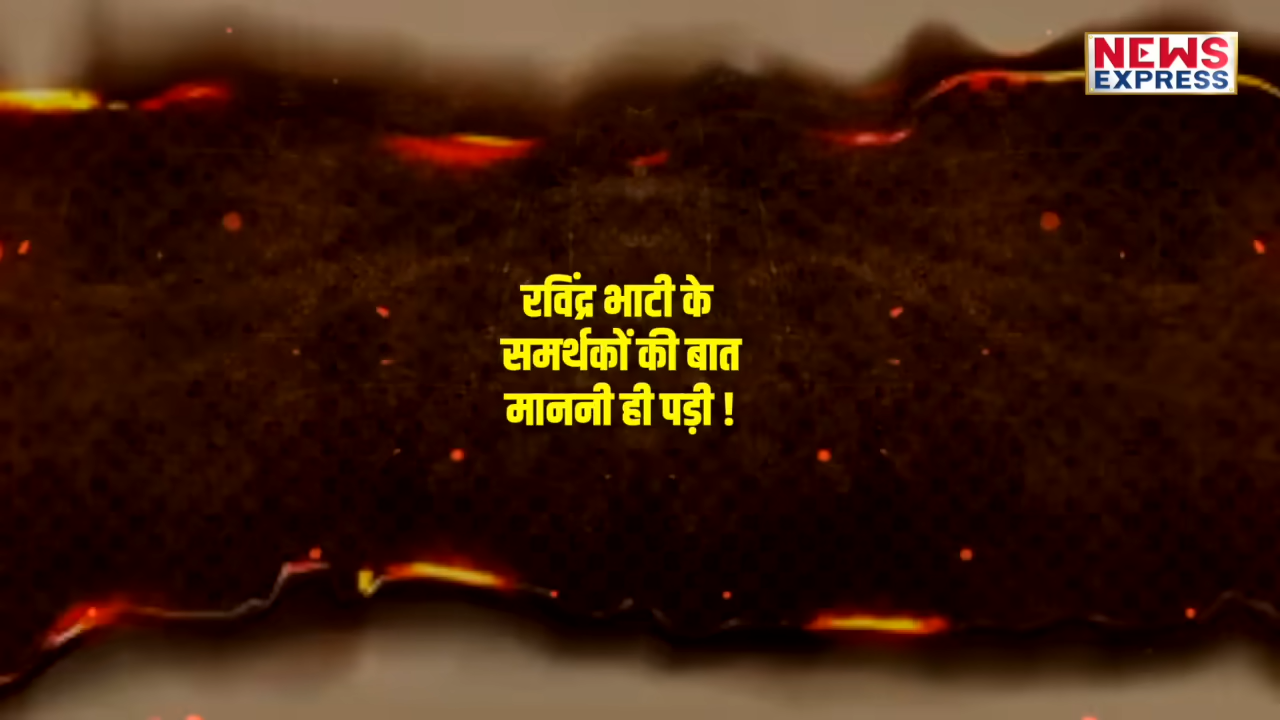 NEWS
EXPRESS
रविंद्र भाटी के
समर्थकों की बात
माननी ही पड़ी !